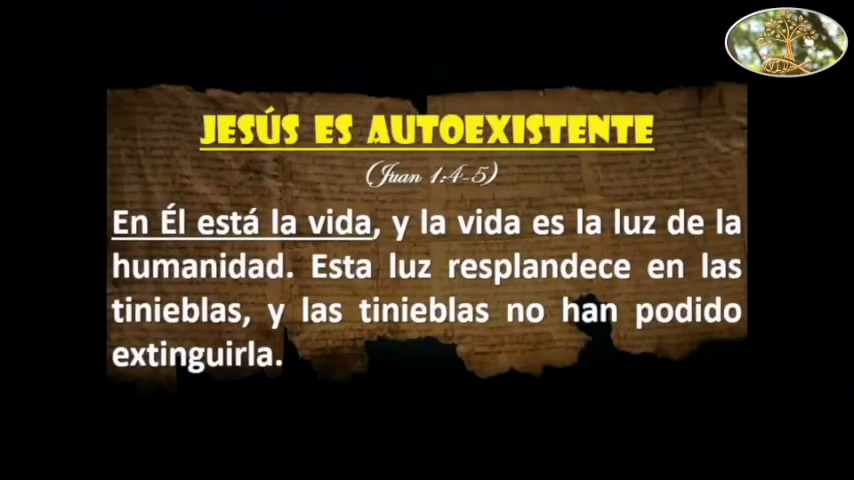 JESÚS ES AUTOEXISTENTE
(Juan 1:4-5)
En Él está la vida, y la vida es la luz de la
humanidad. Esta luz resplandece en las
tinieblas, y las tinieblas no han podido
extinguirla.